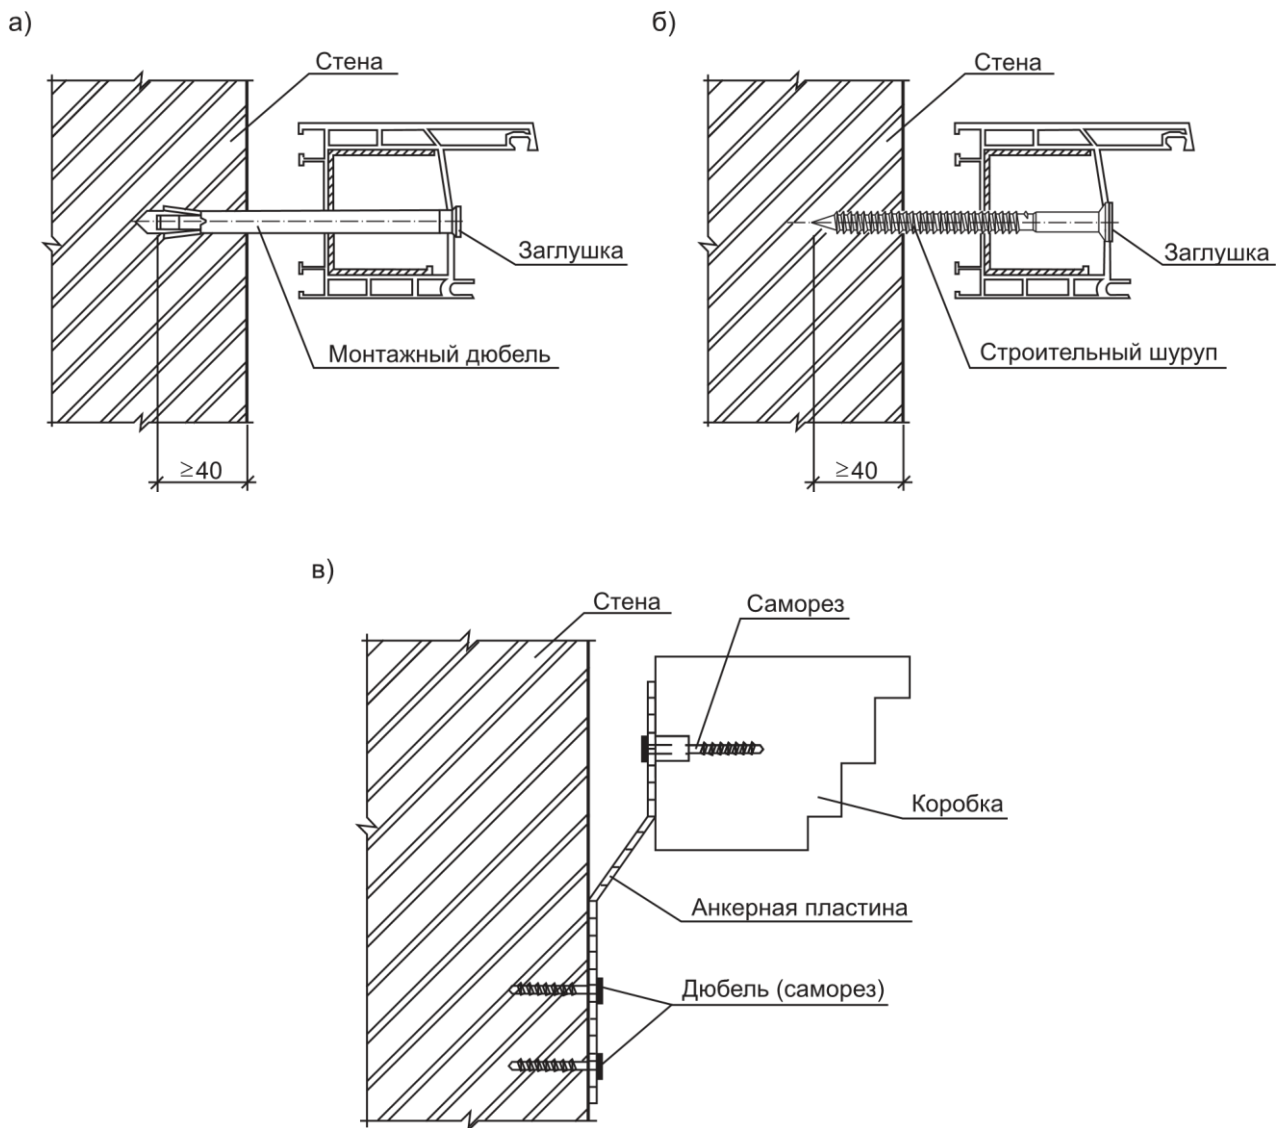 а)
Стена
Заглушка
Монтажный дюбель
≥40
б)
Стена
Заглушка
Строительный шуруп
≥40
в)
Стена
Саморез
Коробка
Анкерная пластина
Дюбель (саморез)